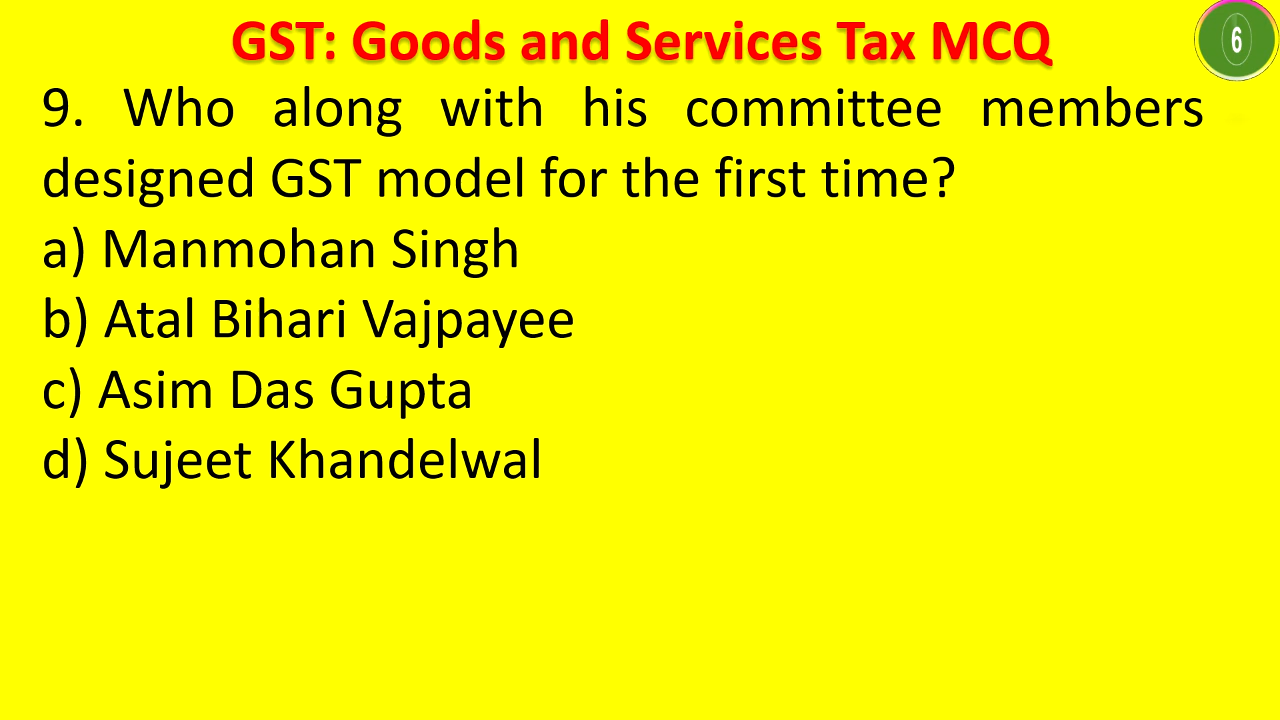 GST: Goods and Services Tax MCQ
6
9. Who along with his committee members
designed GST model for the first time?
a) Manmohan Singh
b) Atal Bihari Vajpayee
c) Asim Das Gupta
d) Sujeet Khandelwal